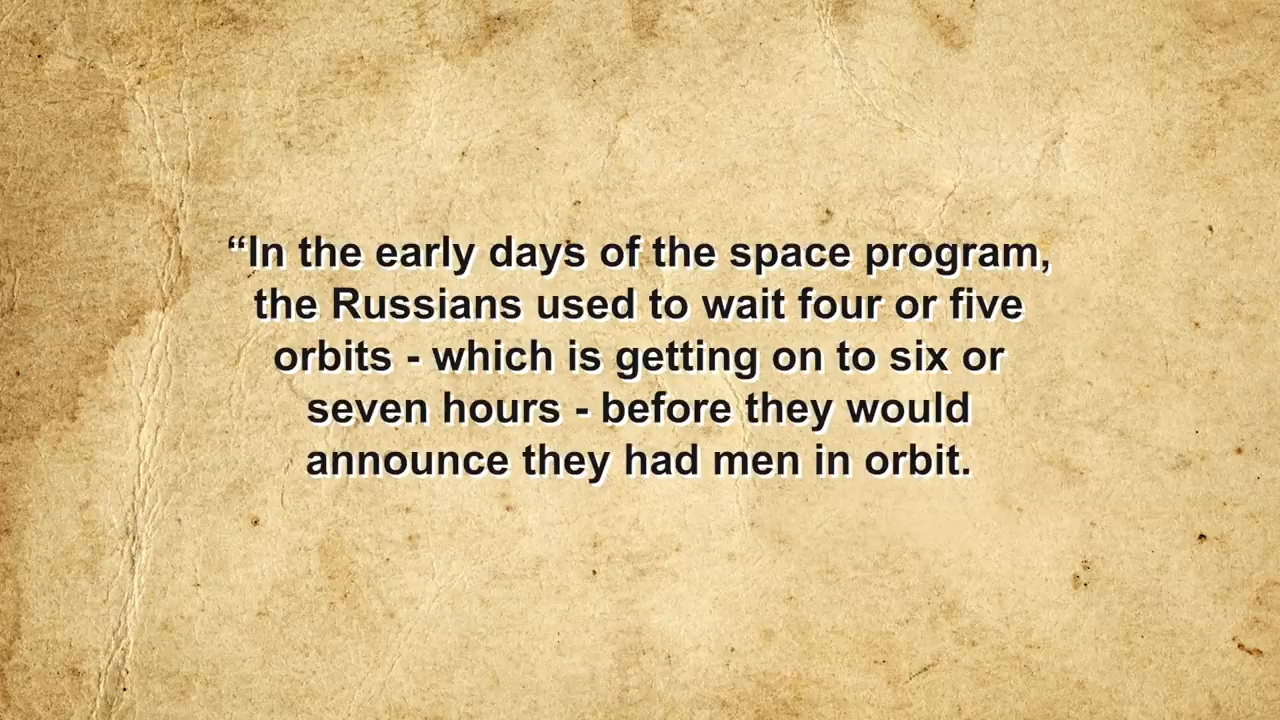 “In the early days of the space program,
the Russians used to wait four or five
orbits - which is getting on to six or
seven hours - before they would
announce they had men in orbit.